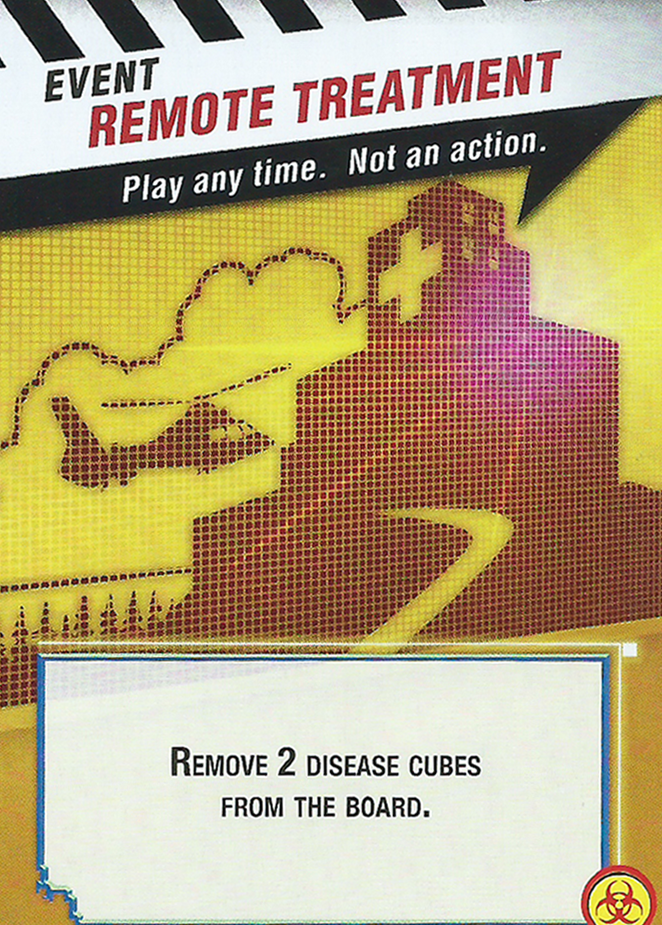 EVENT
REMOTE TREATMENT
Play any time. Not an action.
REMOVE 2 DISEASE CUBES
FROM THE BOARD.